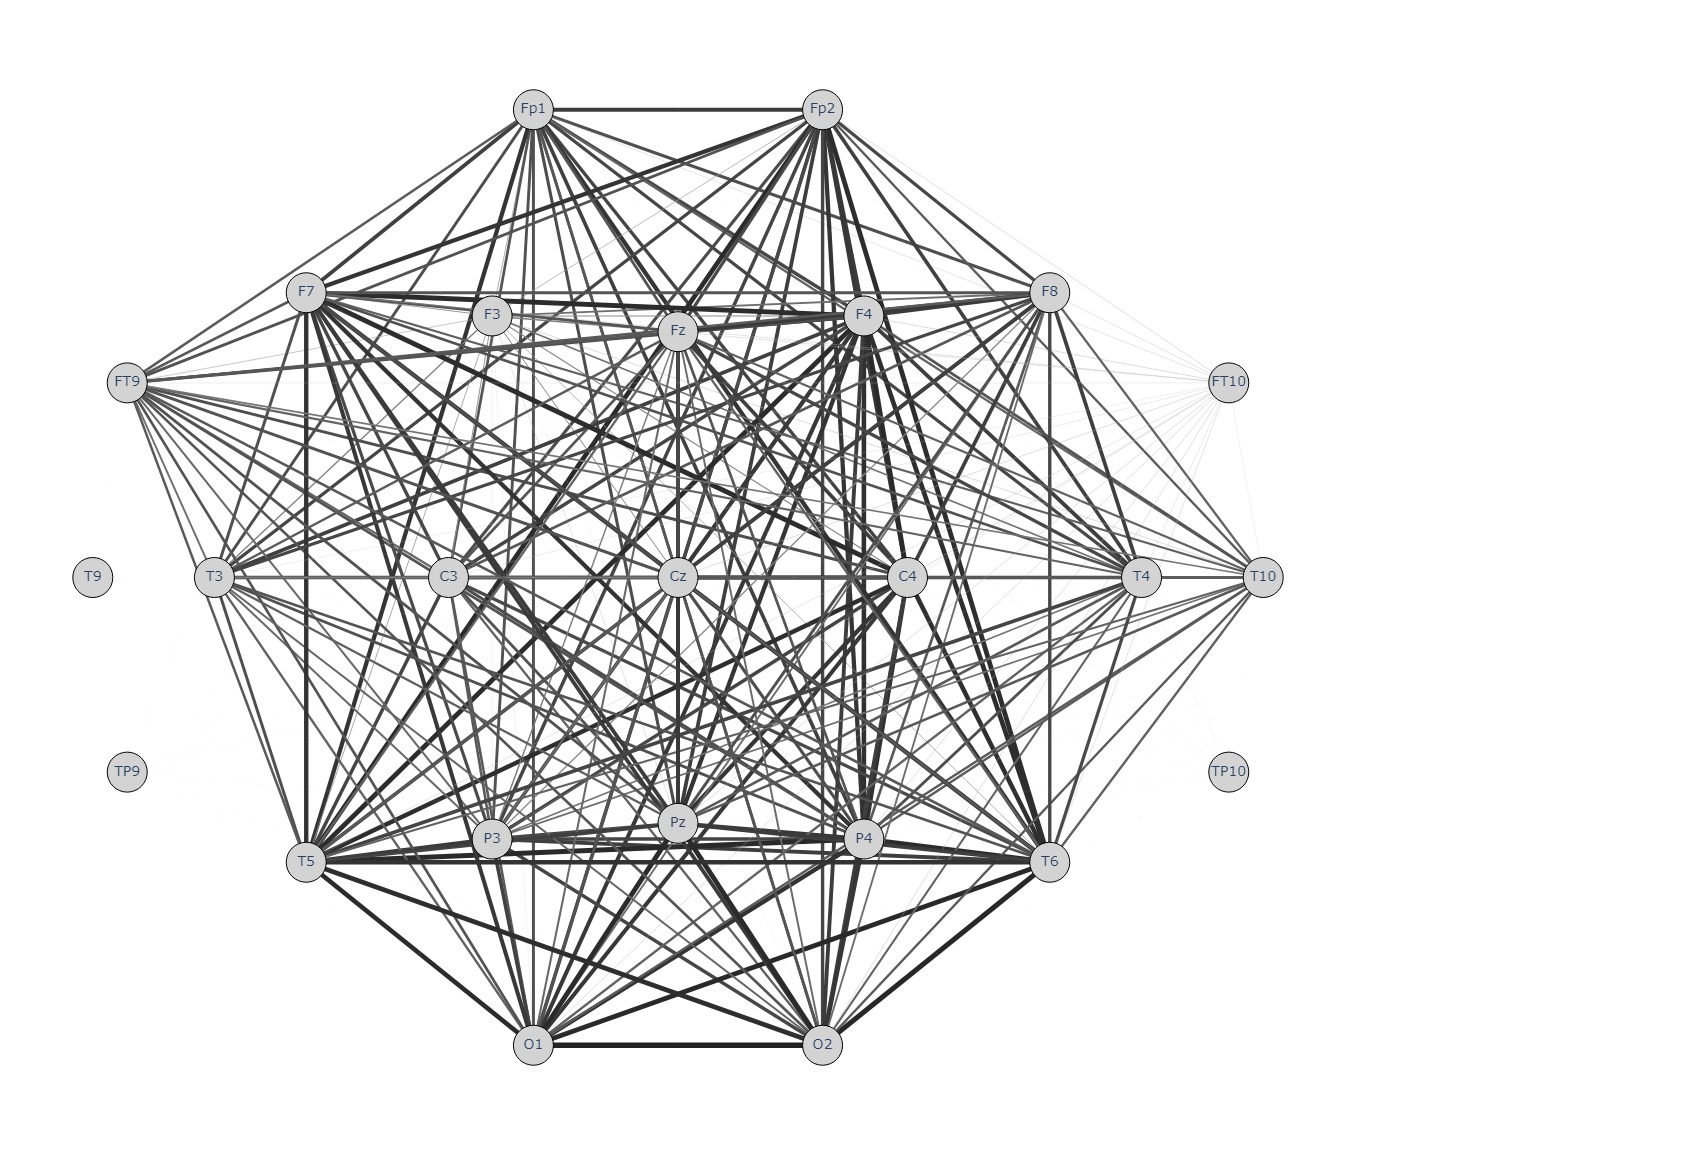 Fp1 Fp2
F7 F3 Fz F4 F8
FT9 FT10
T9 T3 C3 Cz C4 T4 T10
TP9 TP10
T5 P3 Pz P4 T6
O1 O2